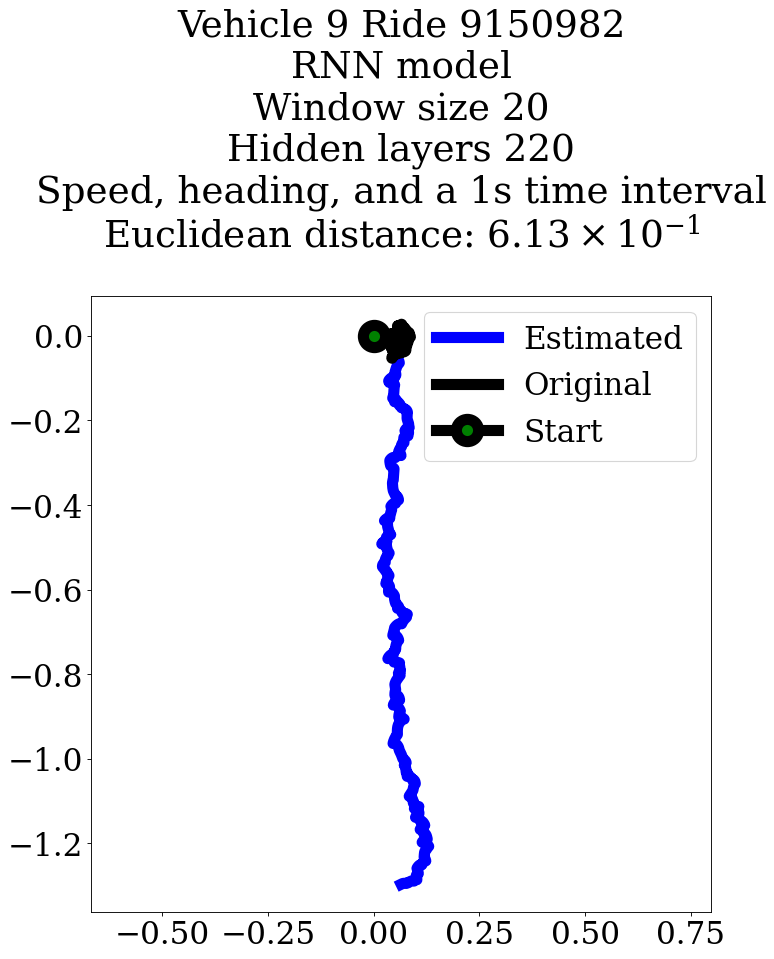 Vehicle 9 Ride 9150982
RNN model
Window size 20
Hidden layers 220
Speed, heading, and a 1s time interval
Euclidean distance: 6.13 × 10⁻¹
Estimated
Original
Start
0.0
−0.2
−0.4
−0.6
−0.8
−1.0
−1.2
−0.50 −0.25 0.00 0.25 0.50 0.75